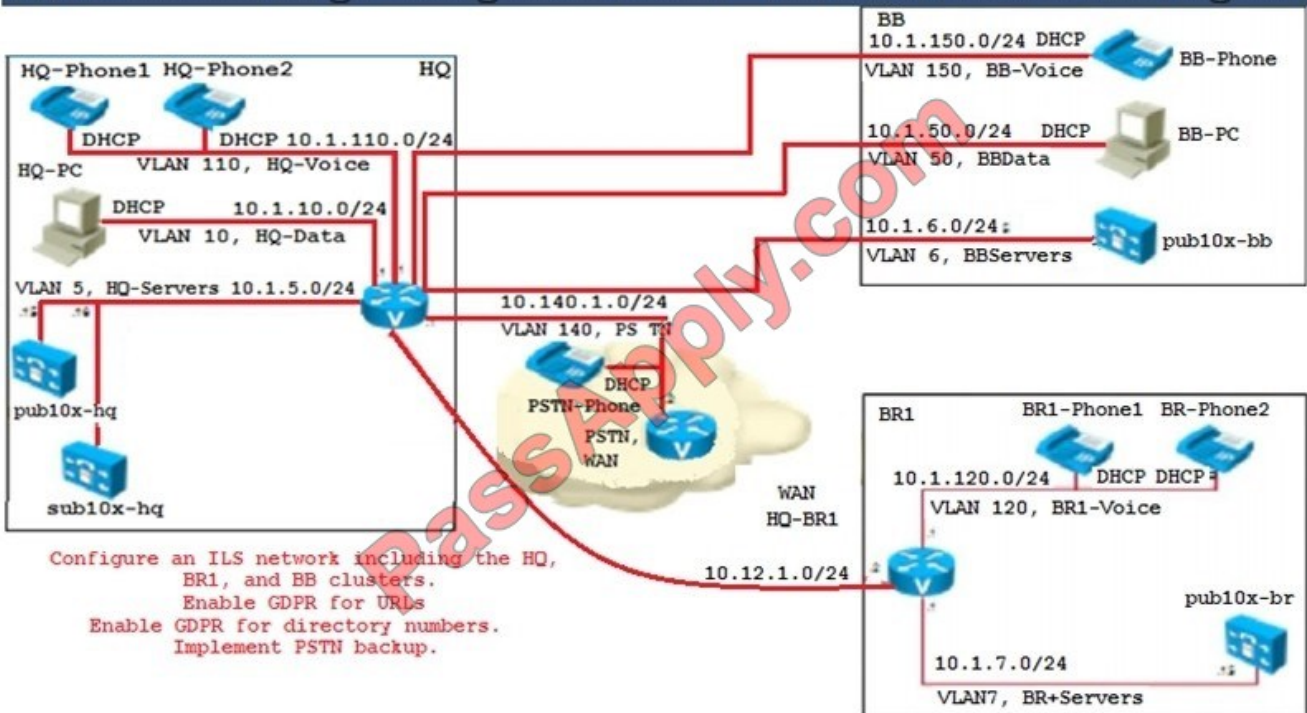 HQ-Phone1 HQ-Phone2
HQ
DHCP
DHCP 10.1.110.0/24
VLAN 110, HQ-Voice
HQ-PC
DHCP
10.1.10.0/24
VLAN 10, HQ-Data
VLAN 5, HQ-Servers 10.1.5.0/24
V
pub10x-hq
sub10x-hq
Configure an ILS network including the HQ,
BR1, and BB clusters.
Enable GDPR for URLs
Enable GDPR for directory numbers.
Implement PSTN backup.
BB
10.1.150.0/24 DHCP
BB-Phone
VLAN 150, BB-Voice
10.1.50.0/24 DHCP
BB-PC
VLAN 50, BBData
10.1.6.0/24
pub10x-bb
VLAN 6, BBServers
10.140.1.0/24
VLAN 140, PS TN
DHCP
PSTN-Phone
PSTN,
WAN
V
WAN
HQ-BR1
10.12.1.0/24
BR1
BR1-Phone1 BR-Phone2
10.1.120.0/24
DHCP DHCP
VLAN 120, BR1-Voice
V
pub10x-br
10.1.7.0/24
VLAN7, BR+Servers
PassApply.com